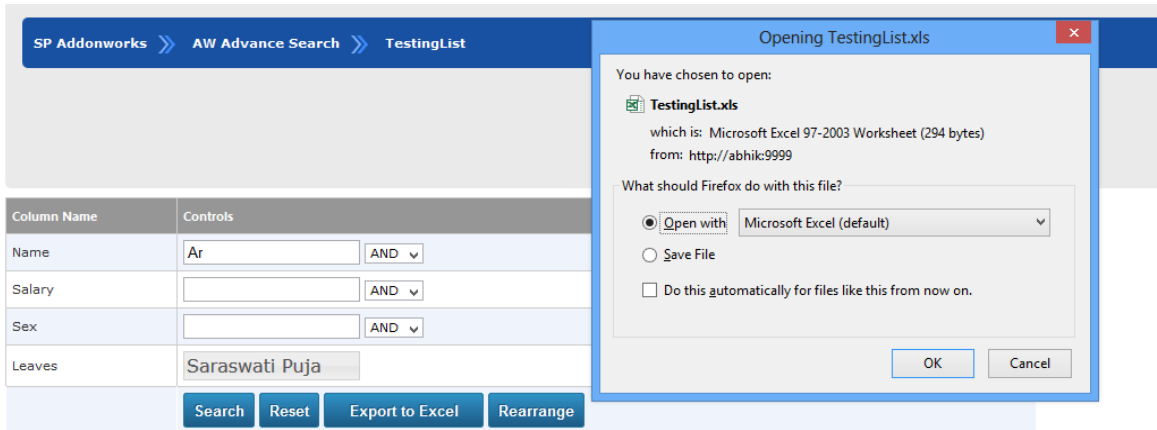 SP Addonworks AW Advance Search TestingList
Column Name Controls
Name Ar AND
Salary AND
Sex AND
Leaves Saraswati Puja
Search Reset Export to Excel Rearrange
Opening TestingList.xls
You have chosen to open:
TestingList.xls
which is: Microsoft Excel 97-2003 Worksheet (294 bytes)
from: http://abhik:9999
What should Firefox do with this file?
Open with Microsoft Excel (default)
Save File
Do this automatically for files like this from now on.
OK Cancel